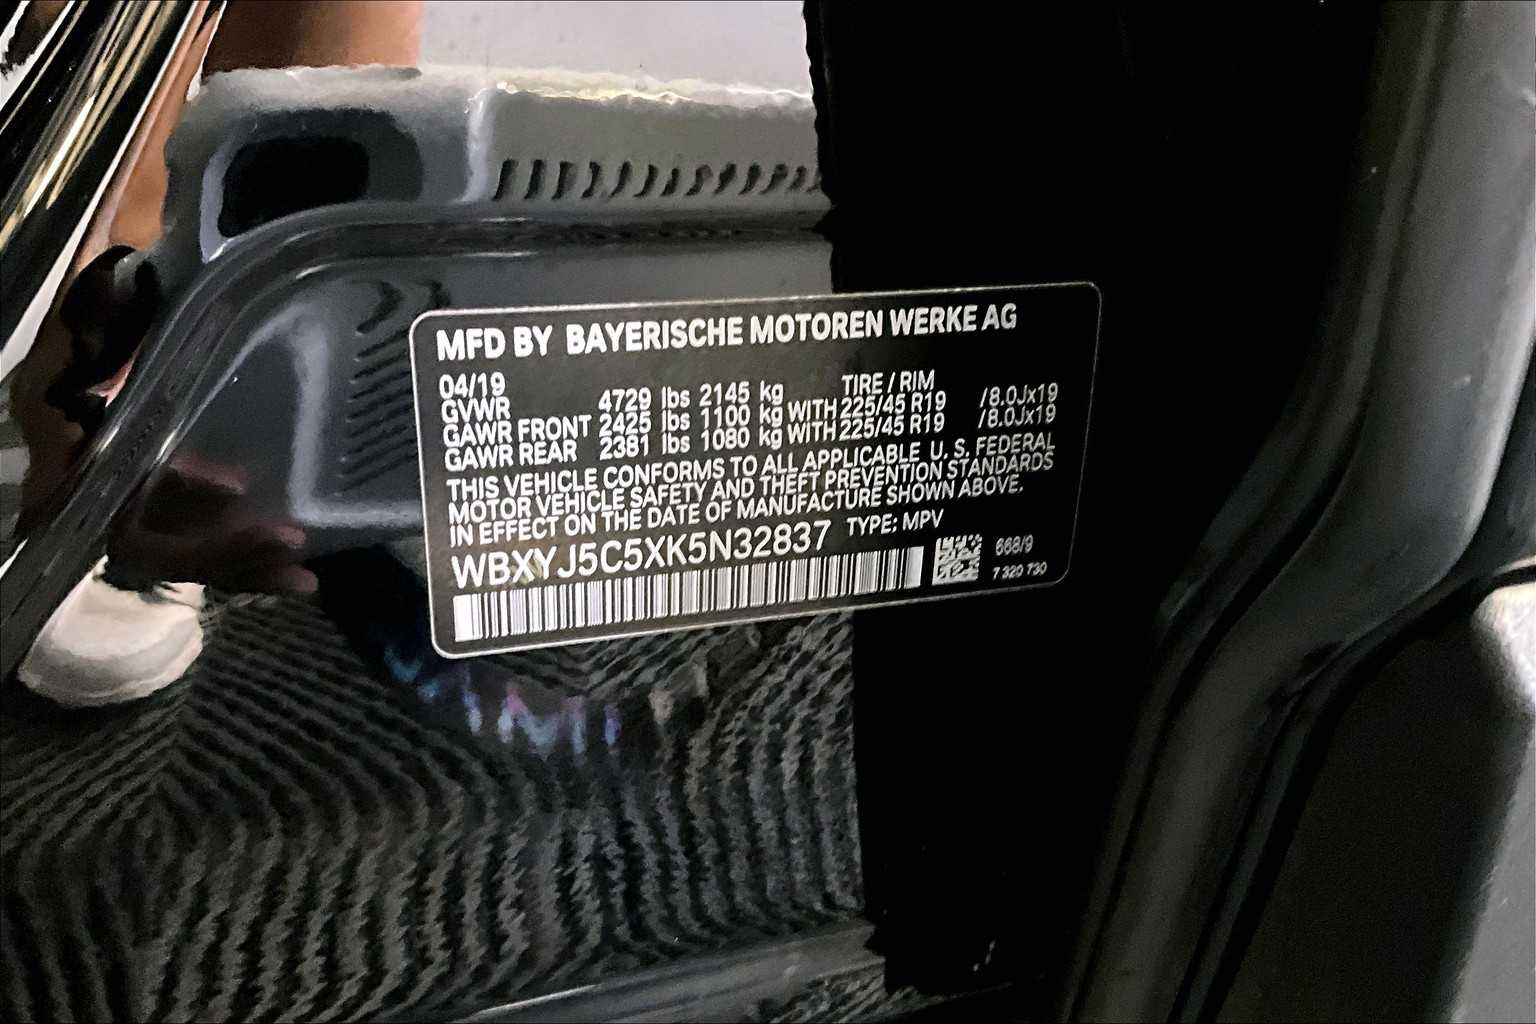 MFD BY BAYERISCHE MOTOREN WERKE AG
04/19 TIRE / RIM
GVWR 4729 lbs 2145 kg
GAWR FRONT 2425 lbs 1100 kg WITH 225/45 R19 /8.0Jx19
GAWR REAR 2381 lbs 1080 kg WITH 225/45 R19 /8.0Jx19
THIS VEHICLE CONFORMS TO ALL APPLICABLE U. S. FEDERAL
MOTOR VEHICLE SAFETY AND THEFT PREVENTION STANDARDS
IN EFFECT ON THE DATE OF MANUFACTURE SHOWN ABOVE.
WBXYJ5C5XK5N32837 TYPE: MPV
668/9
7 320 730